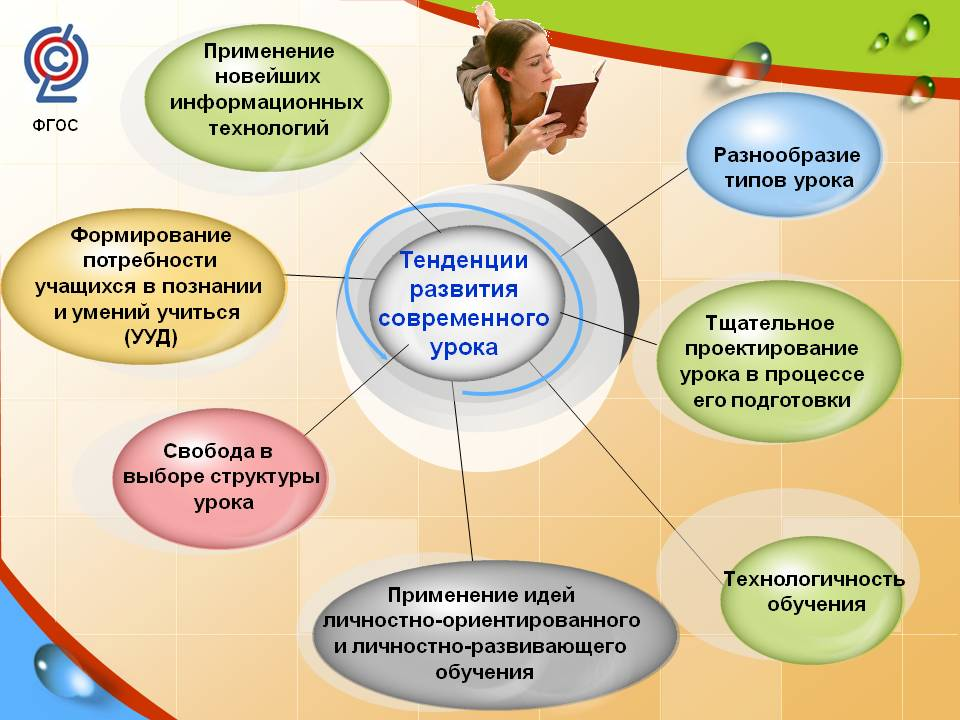 ФГОС
Применение
новейших
информационных
технологий
Разнообразие
типов урока
Формирование
потребности
учащихся в познании
и умений учиться
(УУД)
Тенденции
развития
современного
урока
Тщательное
проектирование
урока в процессе
его подготовки
Свобода в
выборе структуры
урока
Технологичность
обучения
Применение идей
личностно-ориентированного
и личностно-развивающего
обучения